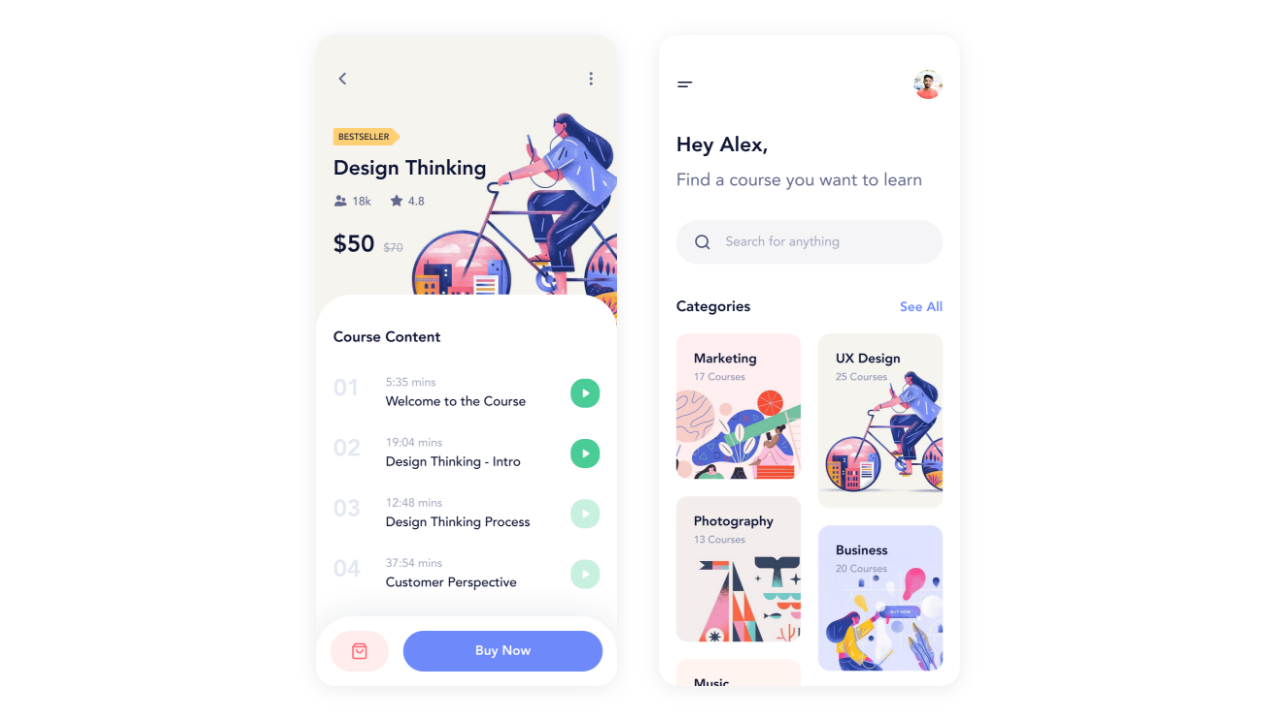 BESTSELLER
Design Thinking
18k 4.8
$50 $70
Course Content
01
5:35 mins
Welcome to the Course
02
19:04 mins
Design Thinking - Intro
03
12:48 mins
Design Thinking Process
04
37:54 mins
Customer Perspective
Buy Now
Hey Alex,
Find a course you want to learn
Search for anything
Categories
See All
Marketing
17 Courses
UX Design
25 Courses
Photography
13 Courses
Business
20 Courses
BUY NOW
Music